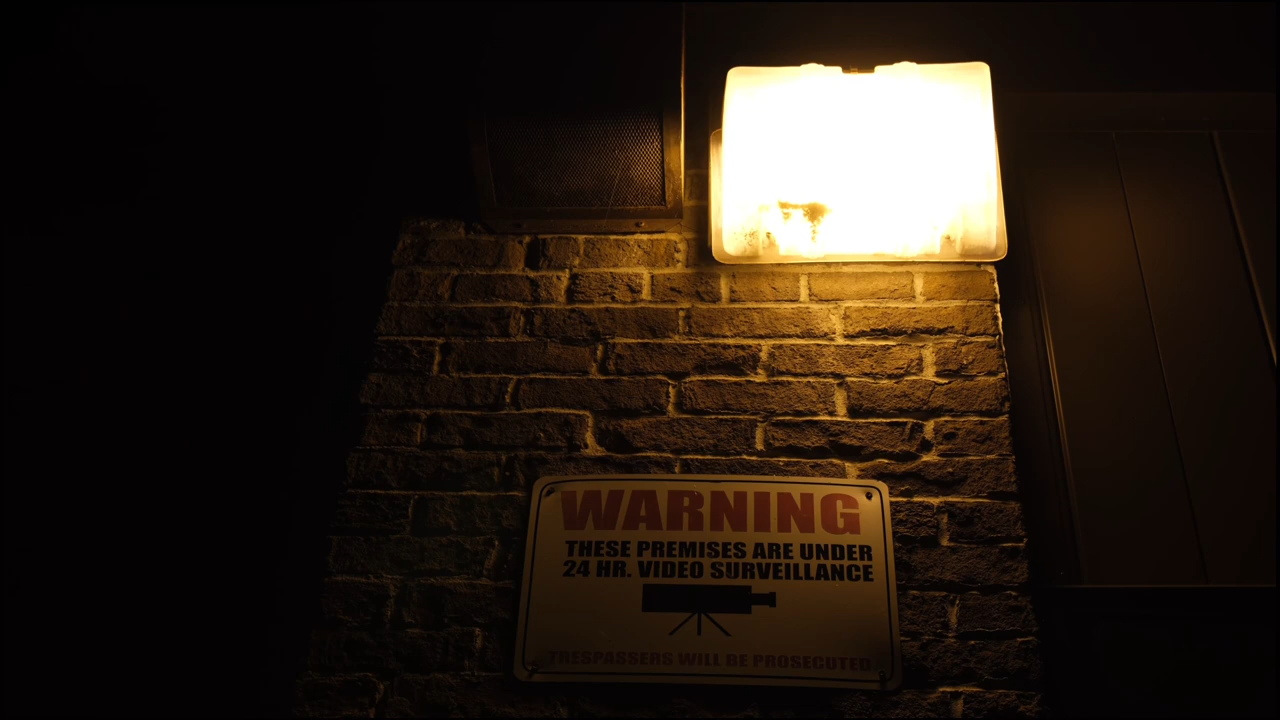 WARNING
THESE PREMISES ARE UNDER
24 HR. VIDEO SURVEILLANCE
TRESPASSERS WILL BE PROSECUTED